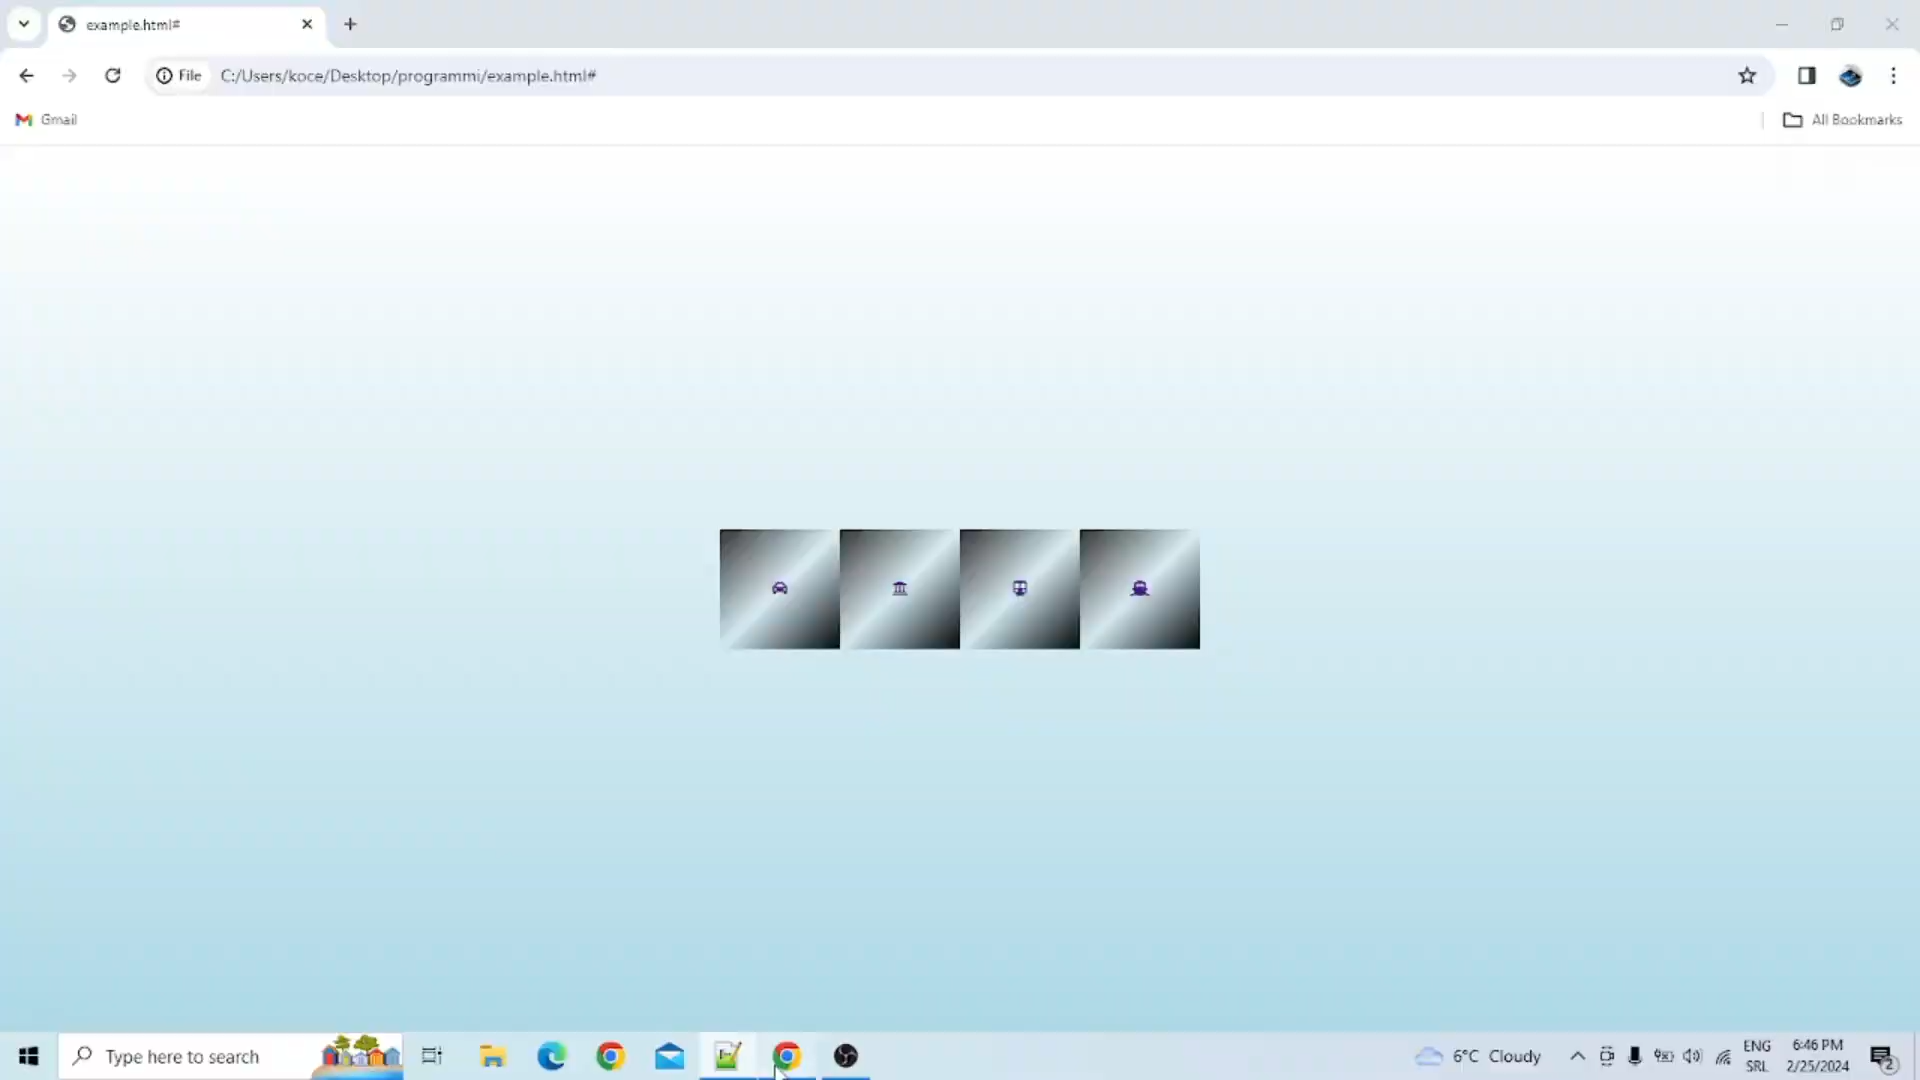 example.html#
File
C:/Users/koce/Desktop/programmi/example.html#
Gmail
All Bookmarks
Type here to search
6°C Cloudy
ENG
SRL
6:46 PM
2/25/2024
2